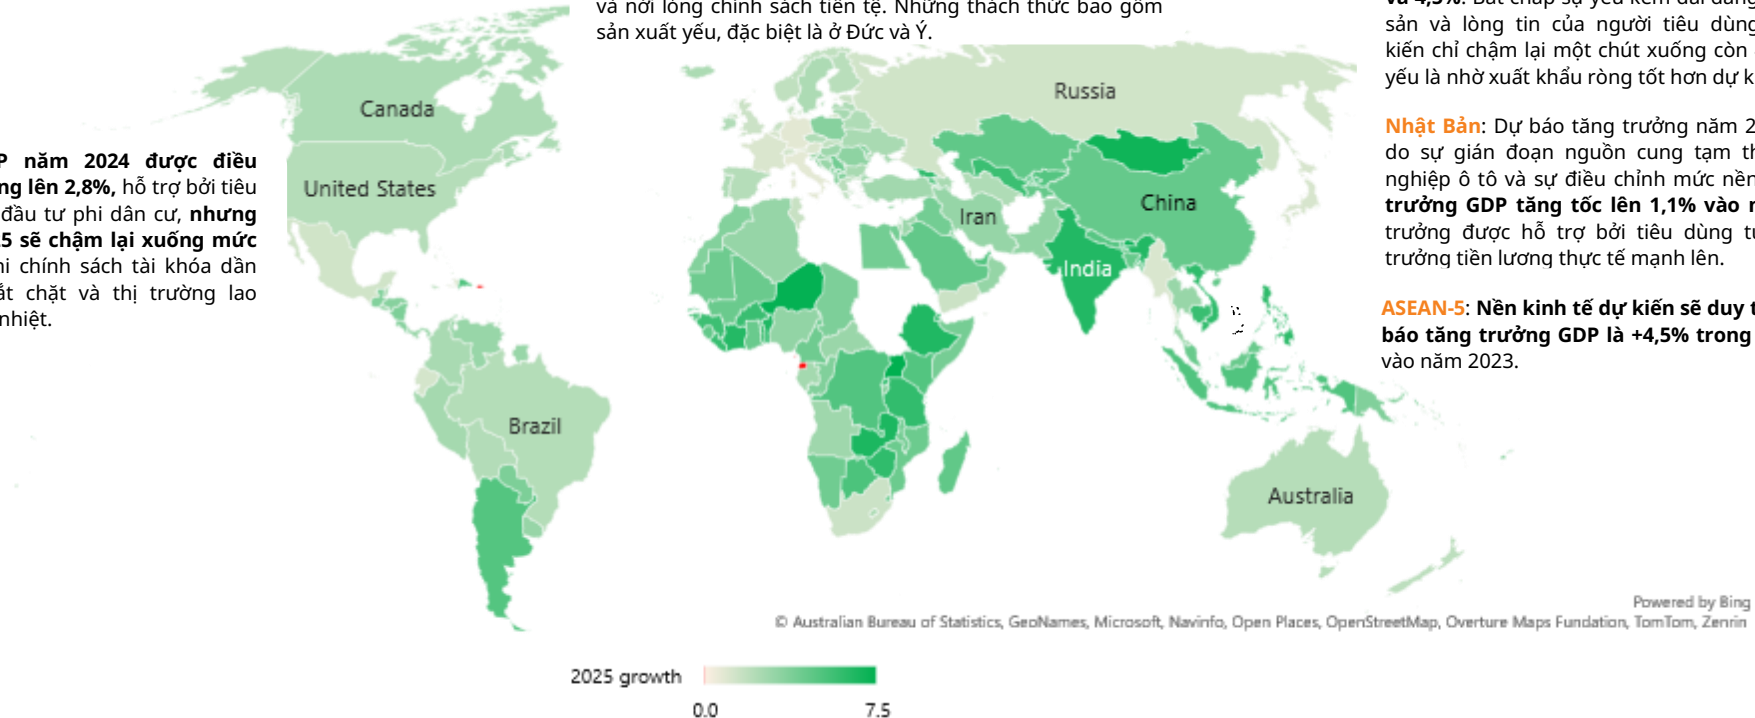 và nới lỏng chính sách tiền tệ. Những thách thức bao gồm
sản xuất yếu, đặc biệt là ở Đức và Ý.
năm 2024 được điều
lên 2,8%, hỗ trợ bởi tiêu
đầu tư phi dân cư, nhưng
sẽ chậm lại xuống mức
chính sách tài khóa dần
chặt và thị trường lao
nhiệt.
Canada
United States
Brazil
Russia
China
Iran
India
Australia
sản và lòng tin của người tiêu dùng
kiến chỉ chậm lại một chút xuống còn
yếu là nhờ xuất khẩu ròng tốt hơn dự
Nhật Bản: Dự báo tăng trưởng năm
do sự gián đoạn nguồn cung tạm
nghiệp ô tô và sự điều chỉnh mức nền
trưởng GDP tăng tốc lên 1,1% vào
trưởng được hỗ trợ bởi tiêu dùng
trưởng tiền lương thực tế mạnh lên.
ASEAN-5: Nền kinh tế dự kiến sẽ duy
báo tăng trưởng GDP là +4,5% trong
vào năm 2023.
Powered by Bing
© Australian Bureau of Statistics, GeoNames, Microsoft, Navinfo, Open Places, OpenStreetMap, Overture Maps Fundation, TomTom, Zenrin
2025 growth
0.0 7.5